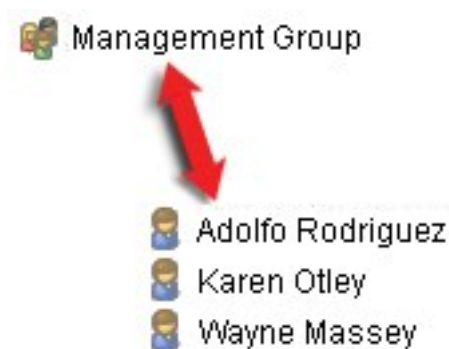 Management Group
Adolfo Rodriguez
Karen Otley
Wayne Massey